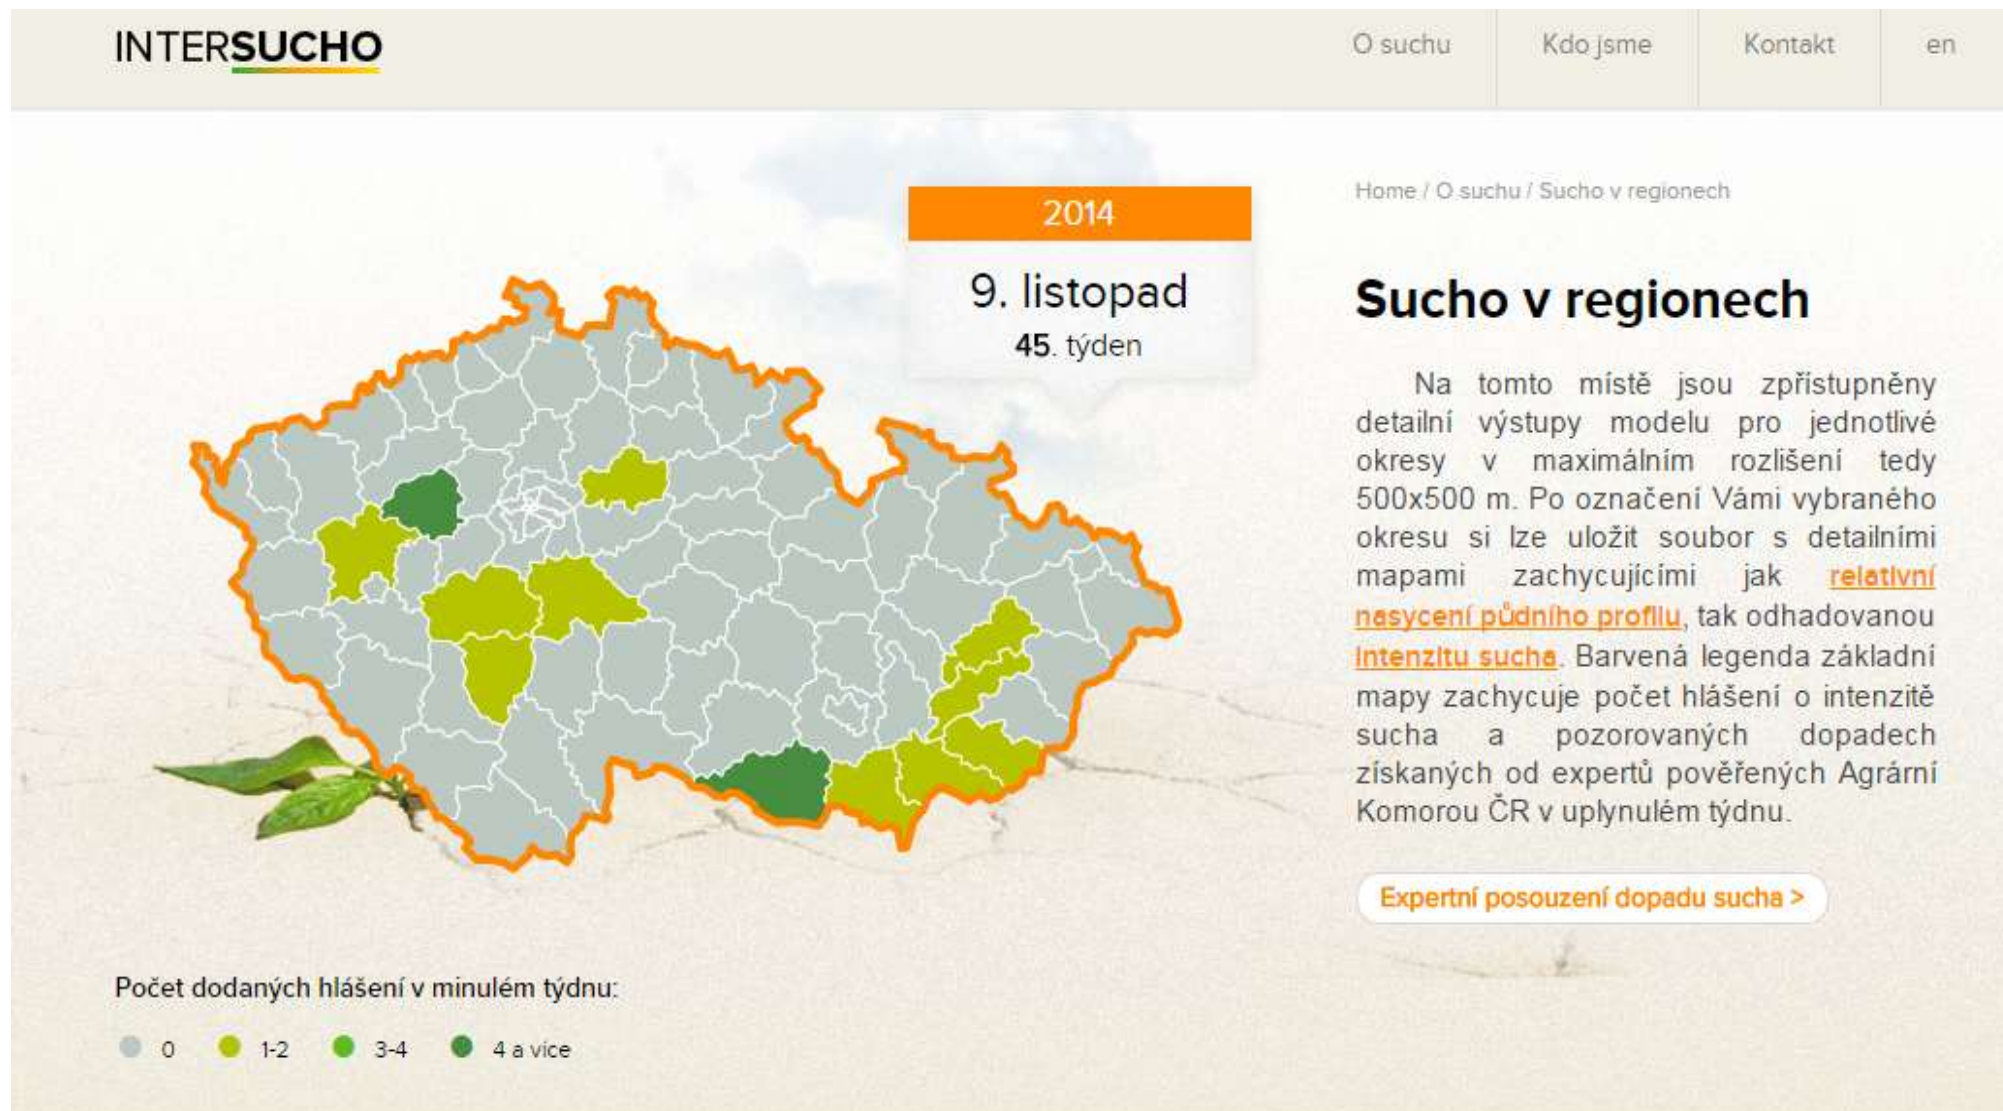 INTERSUCHO
O suchu
Kdo jsme
Kontakt
en
2014
9. listopad
45. týden
Home / O suchu / Sucho v regionech
Sucho v regionech
Na tomto místě jsou zpřístupněny
detailní výstupy modelu pro jednotlivé
okresy v maximálním rozlišení tedy
500x500 m. Po označení Vámi vybraného
okresu si lze uložit soubor s detailními
mapami zachycujícími jak relativní
nasycení půdního profilu, tak odhadovanou
intenzitu sucha. Barvená legenda základní
mapy zachycuje počet hlášení o intenzitě
sucha a pozorovaných dopadech
získaných od expertů pověřených Agrární
Komorou ČR v uplynulém týdnu.
Expertní posouzení dopadu sucha >
Počet dodaných hlášení v minulém týdnu:
0 1-2 3-4 4 a více